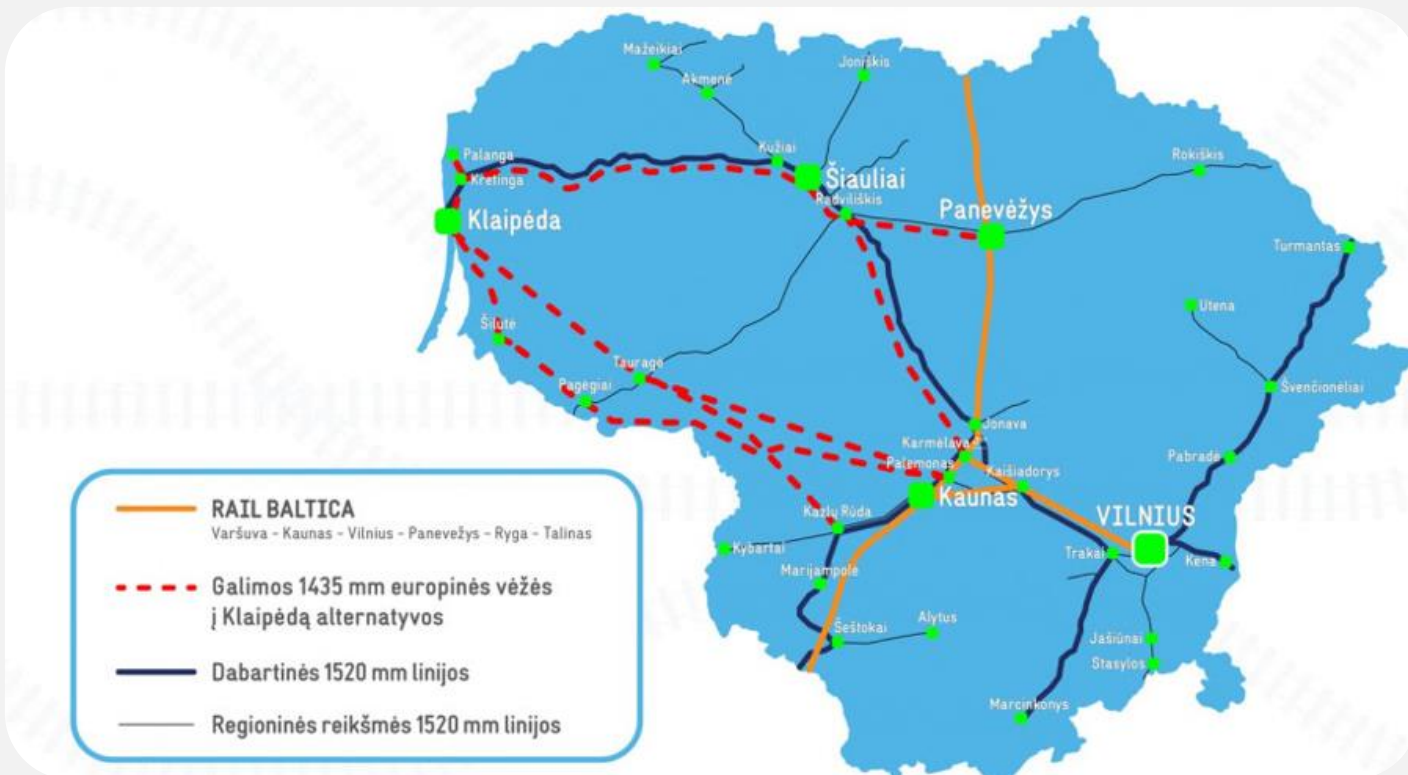 Mažeikiai
Joniškis
Akmenė
Palanga
Kužiai
Rokiškis
Kretinga
Šiauliai
Radviliškis
Klaipėda
Panevėžys
Turmantas
Utena
Šilutė
Tauragė
Pagėgiai
Švenčionėliai
Jonava
Karmėlava
Palemonas
Kaišiadorys
Pabradė
Kaunas
Kazlų Rūda
VILNIUS
Kybartai
Trakai
Kena
Marijampolė
Šeštokai
Alytus
Jašiūnai
Stasylos
Marcinkonys
RAIL BALTICA
Varšuva - Kaunas - Vilnius - Panevėžys - Ryga - Talinas
Galimos 1435 mm europinės vėžės
į Klaipėdą alternatyvos
Dabartinės 1520 mm linijos
Regioninės reikšmės 1520 mm linijos